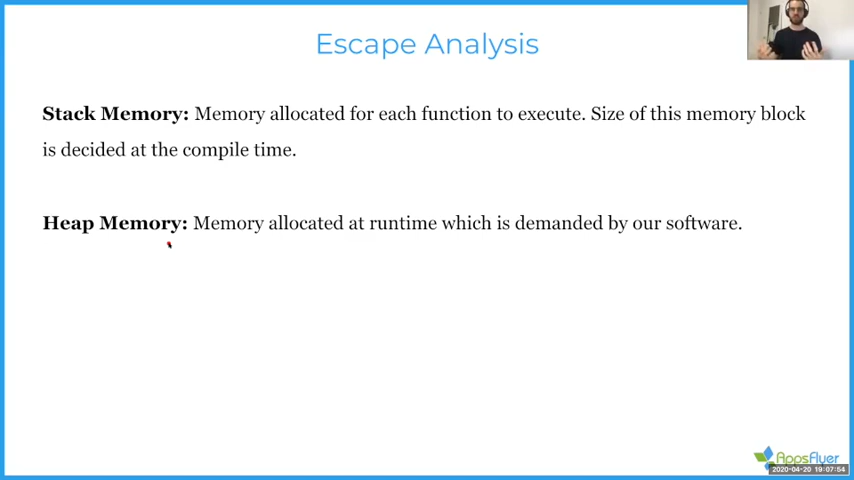 Escape Analysis
Stack Memory: Memory allocated for each function to execute. Size of this memory block
is decided at the compile time.
Heap Memory: Memory allocated at runtime which is demanded by our software.
AppsFlyer
2020-04-20 19:07:54